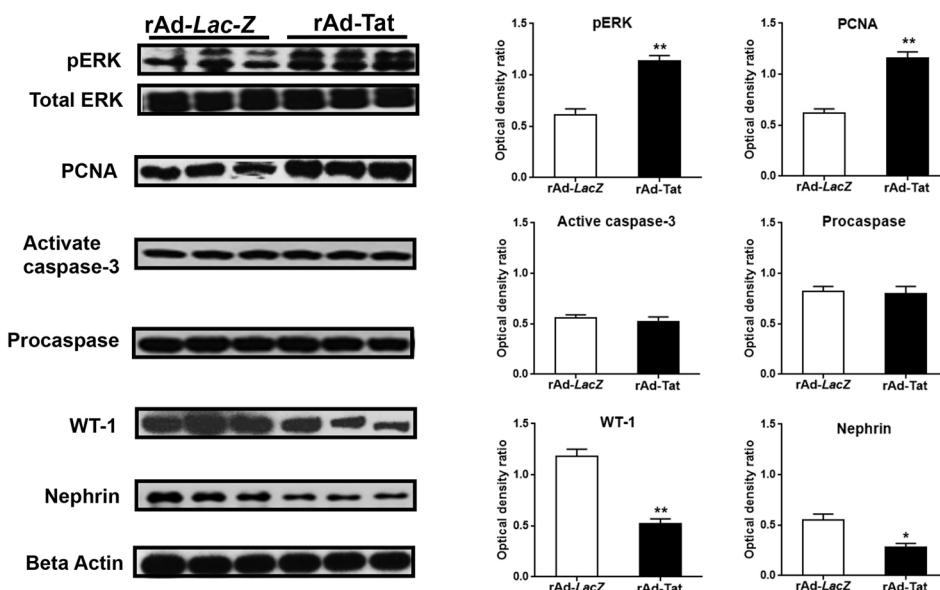 rAd-Lac-Z rAd-Tat
pERK
Total ERK
PCNA
Activate
caspase-3
Procaspase
WT-1
Nephrin
Beta Actin
pERK
Optical density ratio
1.5
1.0
0.5
0.0
**
rAd-LacZ rAd-Tat
PCNA
Optical density ratio
1.5
1.0
0.5
0.0
**
rAd-LacZ rAd-Tat
Active caspase-3
Optical density ratio
1.5
1.0
0.5
0.0
rAd-LacZ rAd-Tat
Procaspase
Optical density ratio
1.5
1.0
0.5
0.0
rAd-LacZ rAd-Tat
WT-1
Optical density ratio
1.5
1.0
0.5
0.0
**
rAd-LacZ rAd-Tat
Nephrin
Optical density ratio
1.5
1.0
0.5
0.0
*
rAd-LacZ rAd-Tat